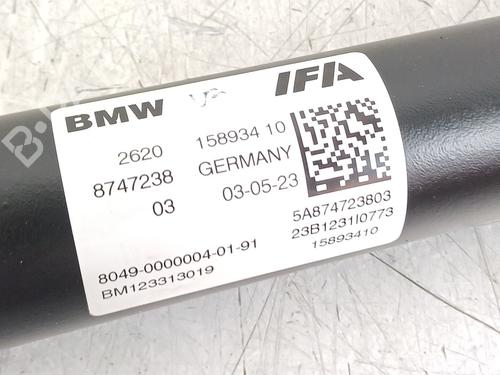 BMW IFA
2620 158934 10
8747238 GERMANY
03 03-05-23
5A874723803
23B1231I0773
15893410
8049-0000004-01-91
BM123313019